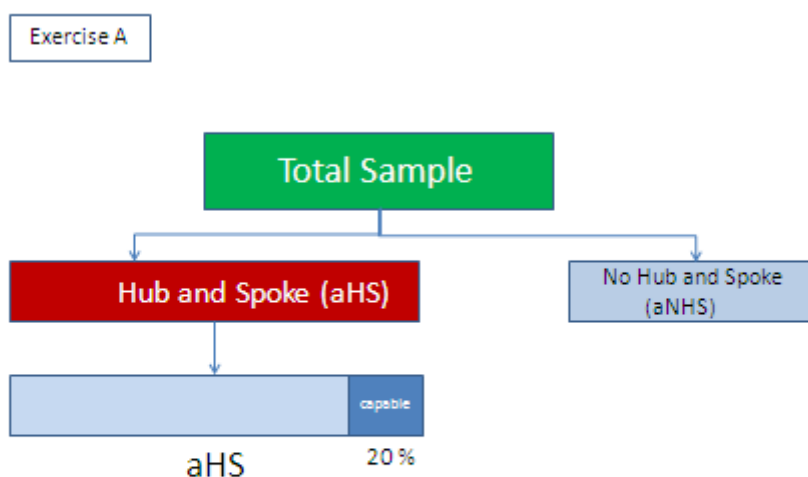 Exercise A
Total Sample
Hub and Spoke (aHS)
No Hub and Spoke
(aNHS)
capable
aHS
20 %